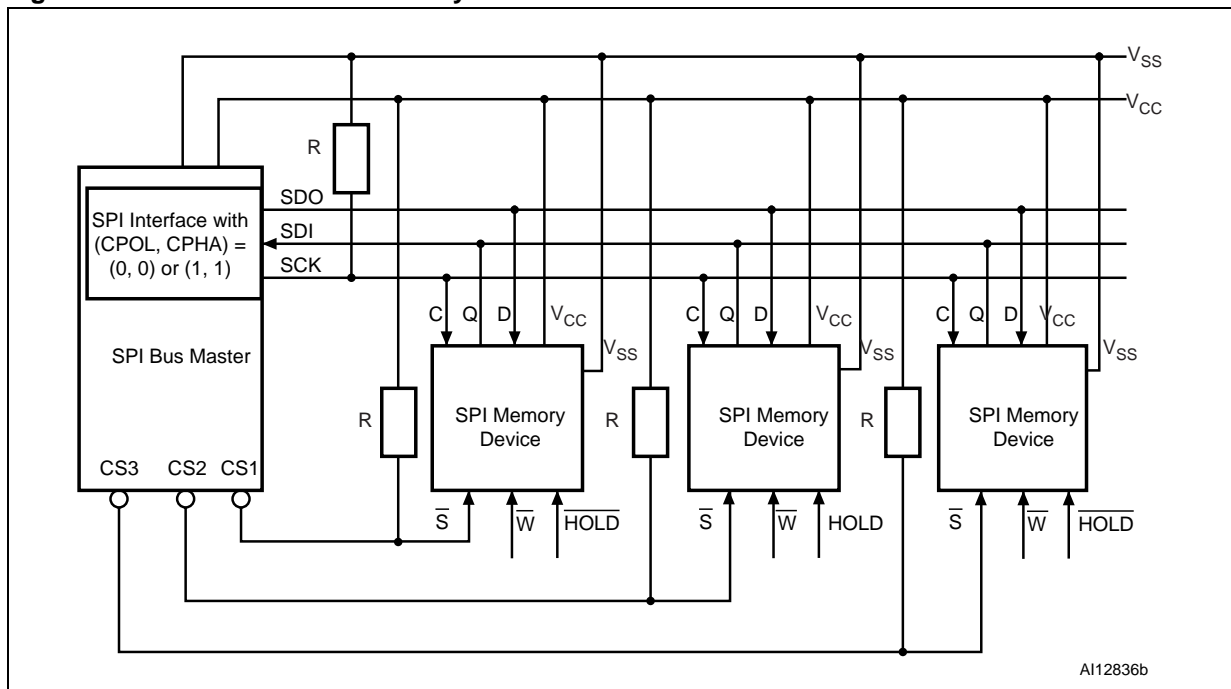 VSS
VCC
R
SDO
SPI Interface with
(CPOL, CPHA) =
(0, 0) or (1, 1)
SDI
SCK
C Q D VCC VSS
C Q D VCC VSS
C Q D VCC VSS
SPI Bus Master
R
SPI Memory
Device
R
SPI Memory
Device
R
SPI Memory
Device
CS3 CS2 CS1
S̅ W̅ H̅O̅L̅D̅
S̅ W̅ HOLD
S̅ W̅ H̅O̅L̅D̅
AI12836b